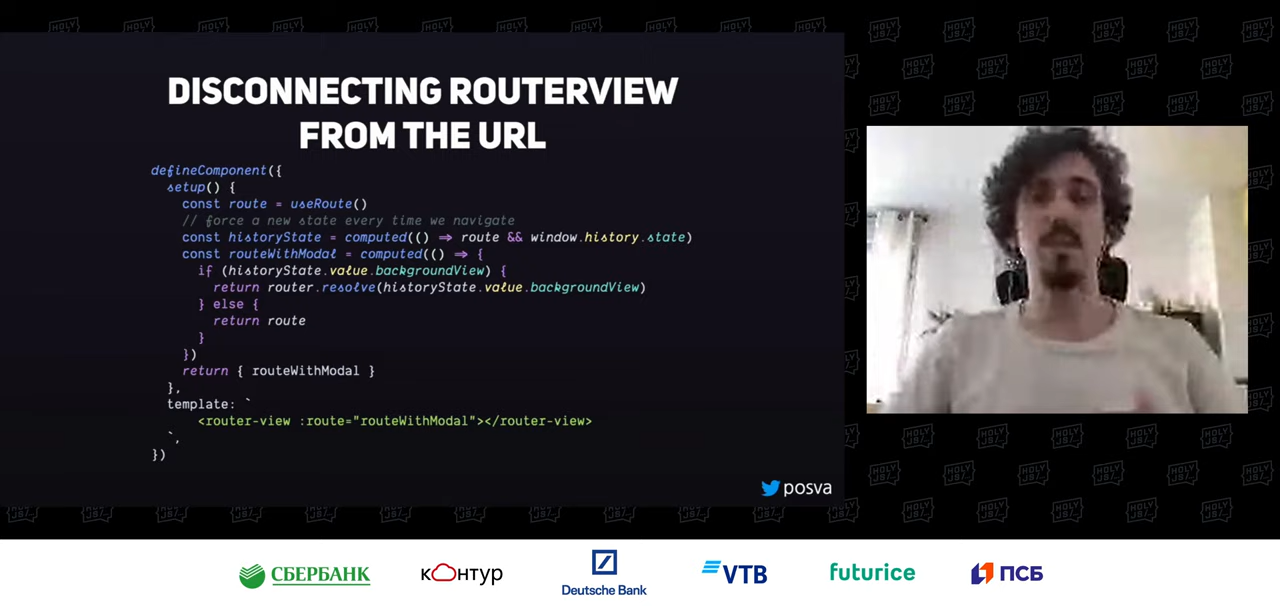 DISCONNECTING ROUTERVIEW
FROM THE URL
defineComponent({
setup() {
const route = useRoute()
// force a new state every time we navigate
const historyState = computed(() ⇒ route && window.history.state)
const routeWithModal = computed(() ⇒ {
if (historyState.value.backgroundView) {
return router.resolve(historyState.value.backgroundView)
} else {
return route
}
})
return { routeWithModal }
},
template: `
<router-view :route="routeWithModal"></router-view>
`,
})
posva
HOLY
JS/
СБЕРБАНК
кОнтур
Deutsche Bank
VTB
futurice
ПСБ